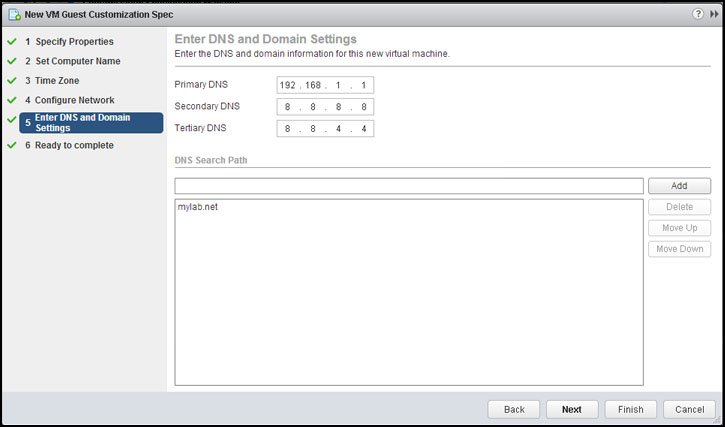 New VM Guest Customization Spec
1 Specify Properties
2 Set Computer Name
3 Time Zone
4 Configure Network
5 Enter DNS and Domain
Settings
6 Ready to complete
Enter DNS and Domain Settings
Enter the DNS and domain information for this new virtual machine.
Primary DNS 192 . 168 . 1 . 1
Secondary DNS 8 . 8 . 8 . 8
Tertiary DNS 8 . 8 . 4 . 4
DNS Search Path
Add
mylab.net
Delete
Move Up
Move Down
Back Next Finish Cancel